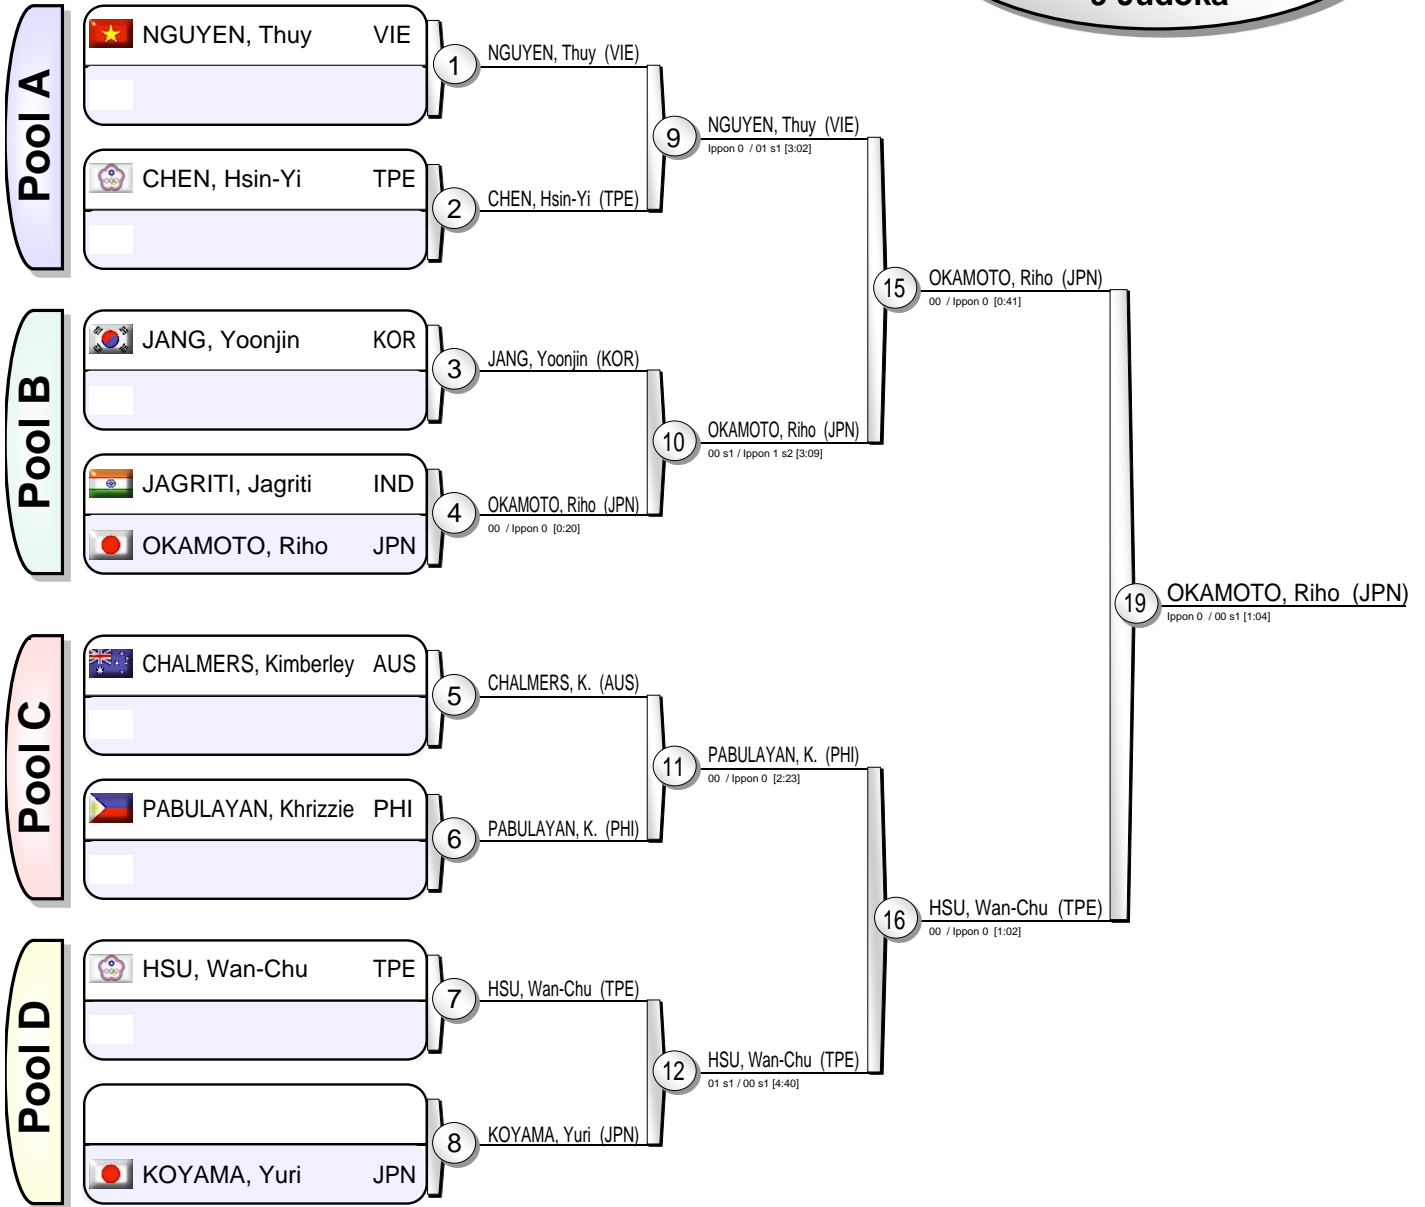 9 Judoka
Pool A
NGUYEN, Thuy VIE
CHEN, Hsin-Yi TPE
1
NGUYEN, Thuy (VIE)
2
CHEN, Hsin-Yi (TPE)
9
NGUYEN, Thuy (VIE)
Ippon 0 / 01 s1 [3:02]
Pool B
JANG, Yoonjin KOR
JAGRITI, Jagriti IND
OKAMOTO, Riho JPN
3
JANG, Yoonjin (KOR)
4
OKAMOTO, Riho (JPN)
00 / Ippon 0 [0:20]
10
OKAMOTO, Riho (JPN)
00 s1 / Ippon 1 s2 [3:09]
15
OKAMOTO, Riho (JPN)
00 / Ippon 0 [0:41]
Pool C
CHALMERS, Kimberley AUS
PABULAYAN, Khrizzie PHI
5
CHALMERS, K. (AUS)
6
PABULAYAN, K. (PHI)
11
PABULAYAN, K. (PHI)
00 / Ippon 0 [2:23]
Pool D
HSU, Wan-Chu TPE
KOYAMA, Yuri JPN
7
HSU, Wan-Chu (TPE)
8
KOYAMA, Yuri (JPN)
12
HSU, Wan-Chu (TPE)
01 s1 / 00 s1 [4:40]
16
HSU, Wan-Chu (TPE)
00 / Ippon 0 [1:02]
19
OKAMOTO, Riho (JPN)
Ippon 0 / 00 s1 [1:04]